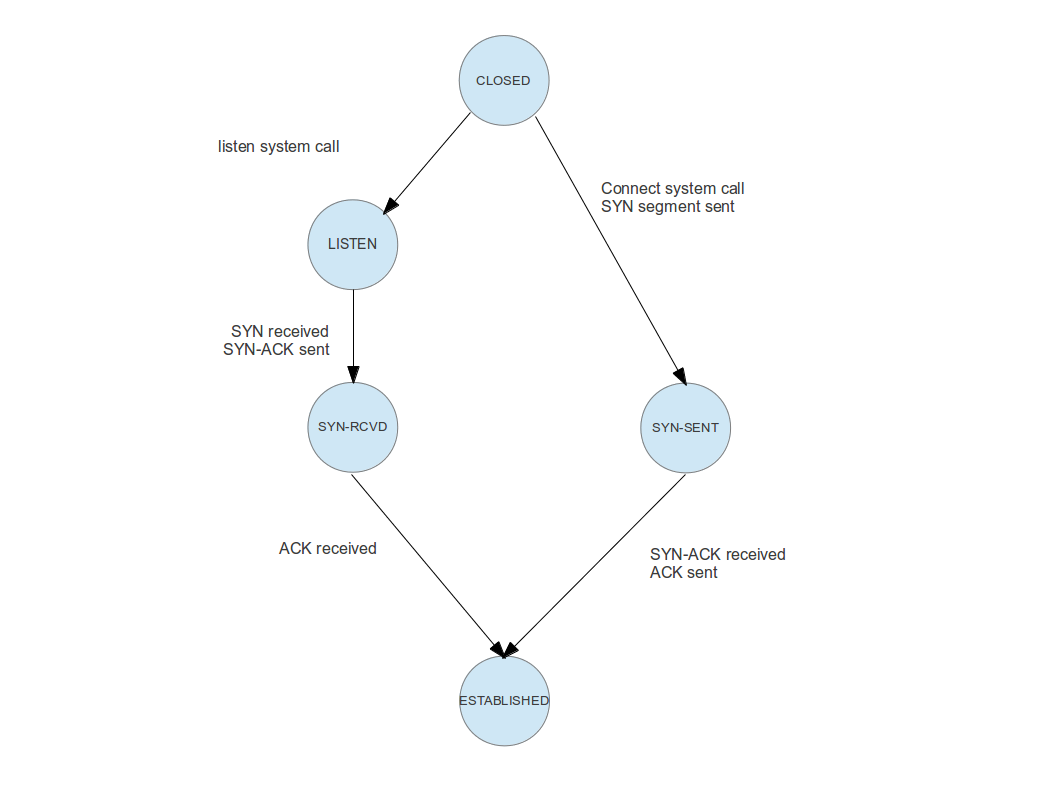 CLOSED
listen system call
Connect system call
SYN segment sent
LISTEN
SYN received
SYN-ACK sent
SYN-RCVD
SYN-SENT
ACK received
SYN-ACK received
ACK sent
ESTABLISHED